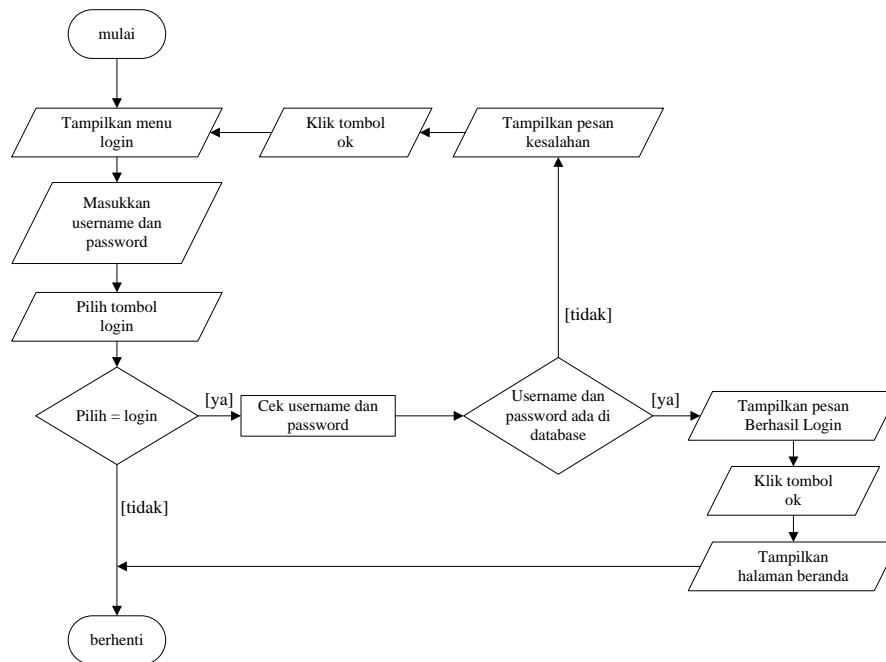 mulai
Tampilkan menu
login
Klik tombol
ok
Tampilkan pesan
kesalahan
Masukkan
username dan
password
Pilih tombol
login
[tidak]
Pilih = login
[ya]
Cek username dan
password
Username dan
password ada di
database
[ya]
Tampilkan pesan
Berhasil Login
Klik tombol
ok
[tidak]
Tampilkan
halaman beranda
berhenti